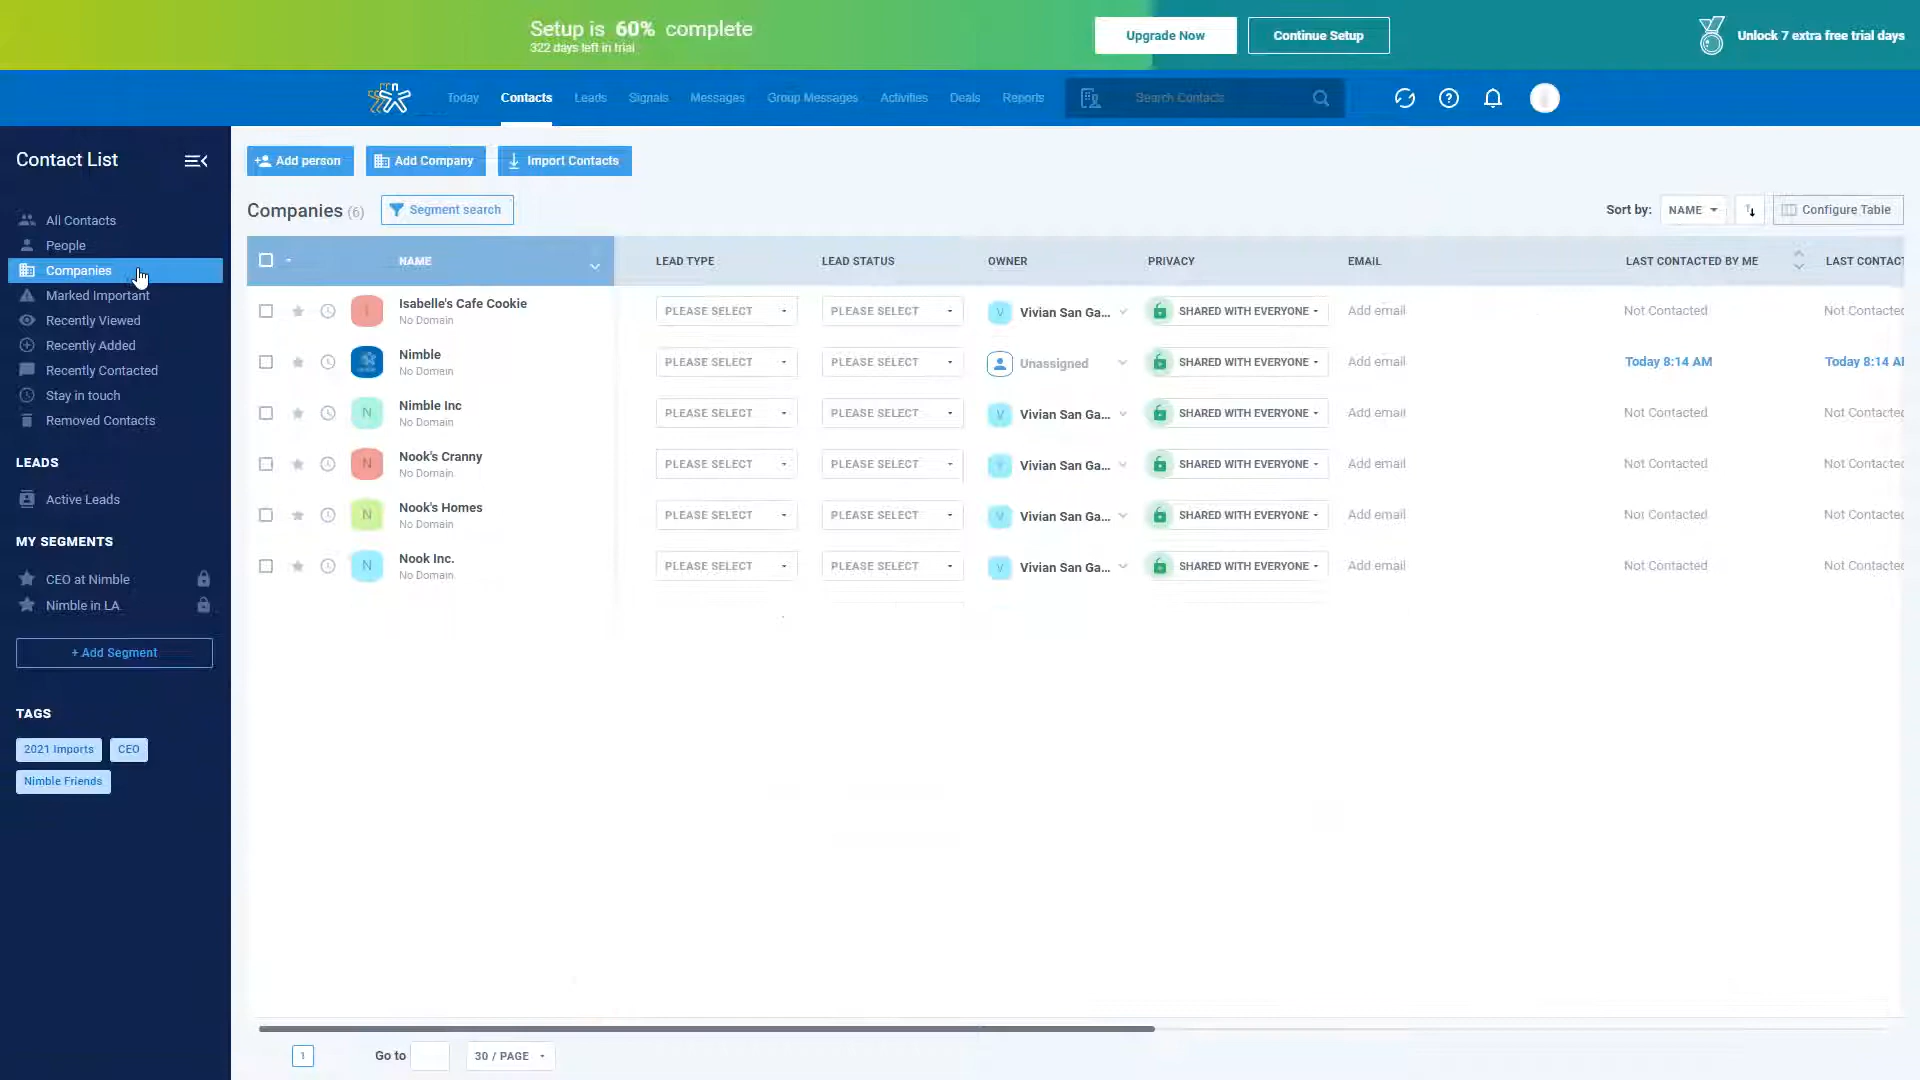 Setup is 60% complete
322 days left in trial
Upgrade Now
Continue Setup
Unlock 7 extra free trial days
Today
Contacts
Leads
Signals
Messages
Group Messages
Activities
Deals
Reports
Search Contacts
Contact List
All Contacts
People
Companies
Marked Important
Recently Viewed
Recently Added
Recently Contacted
Stay in touch
Removed Contacts
LEADS
Active Leads
MY SEGMENTS
CEO at Nimble
Nimble in LA
+ Add Segment
TAGS
2021 Imports
CEO
Nimble Friends
Add person
Add Company
Import Contacts
Companies (6)
Segment search
Sort by:
NAME
Configure Table
NAME
LEAD TYPE
LEAD STATUS
OWNER
PRIVACY
EMAIL
LAST CONTACTED BY ME
LAST CONTACT
Isabelle's Cafe Cookie
No Domain
PLEASE SELECT
PLEASE SELECT
V
Vivian San Ga...
SHARED WITH EVERYONE
Add email
Not Contacted
Not Contacted
Nimble
No Domain
PLEASE SELECT
PLEASE SELECT
Unassigned
SHARED WITH EVERYONE
Add email
Today 8:14 AM
Today 8:14 AM
N
Nimble Inc
No Domain
PLEASE SELECT
PLEASE SELECT
V
Vivian San Ga...
SHARED WITH EVERYONE
Add email
Not Contacted
Not Contacted
N
Nook's Cranny
No Domain
PLEASE SELECT
PLEASE SELECT
V
Vivian San Ga...
SHARED WITH EVERYONE
Add email
Not Contacted
Not Contacted
N
Nook's Homes
No Domain
PLEASE SELECT
PLEASE SELECT
V
Vivian San Ga...
SHARED WITH EVERYONE
Add email
Not Contacted
Not Contacted
N
Nook Inc.
No Domain
PLEASE SELECT
PLEASE SELECT
V
Vivian San Ga...
SHARED WITH EVERYONE
Add email
Not Contacted
Not Contacted
1
Go to
30 / PAGE